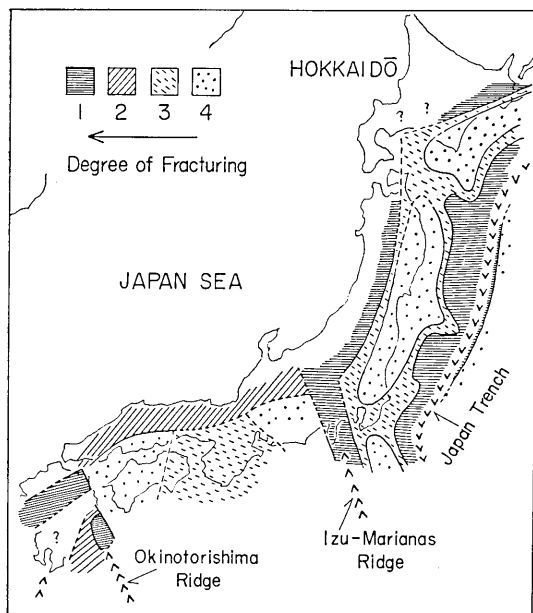 HOKKAIDŌ
? ?
1 2 3 4
Degree of Fracturing
JAPAN SEA
Japan Trench
Izu-Marianas
Ridge
?
Okinotorishima
Ridge